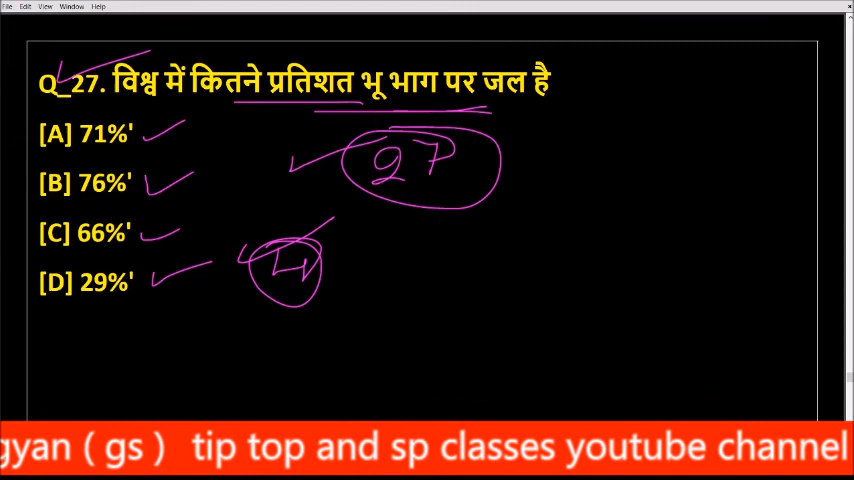 File Edit View Window Help
Q_27. विश्व में कितने प्रतिशत भू भाग पर जल है
[A] 71%'
27
[B] 76%'
[C] 66%'
[D] 29%'
gyan ( gs ) tip top and sp classes youtube channel